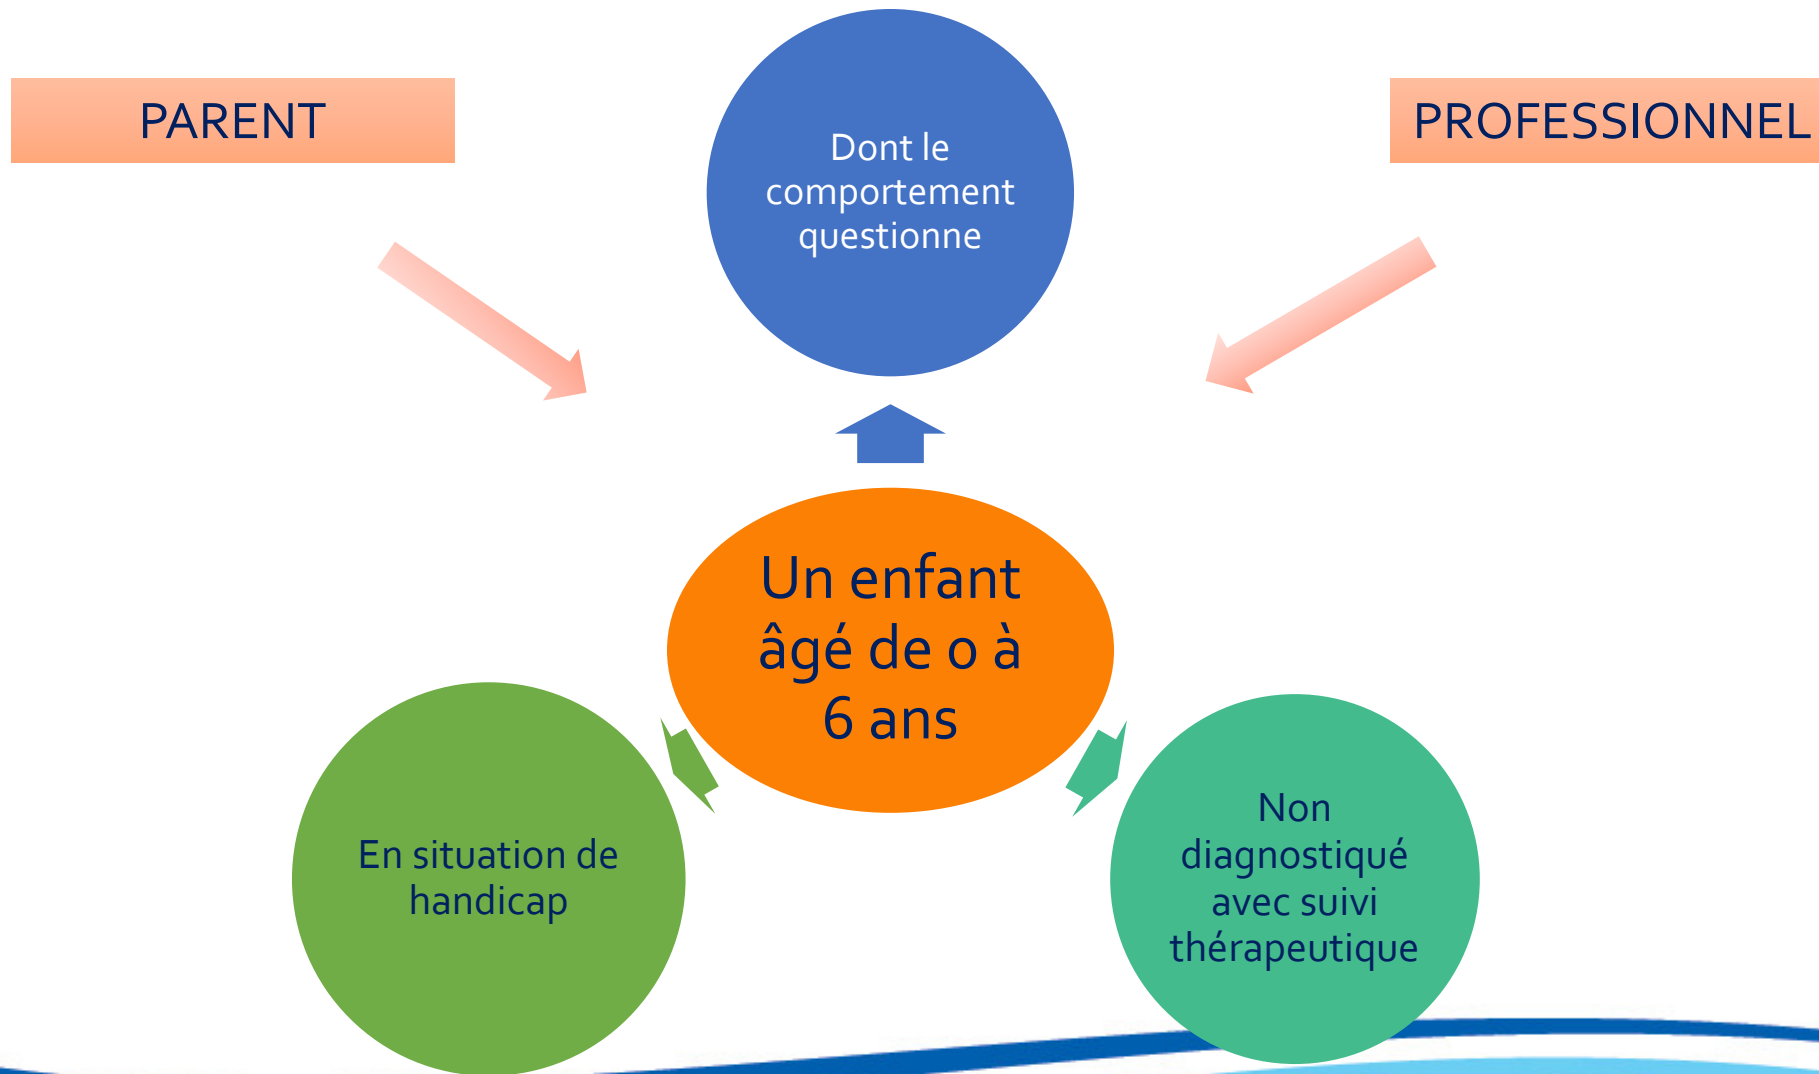 PARENT
PROFESSIONNEL
Dont le
comportement
questionne
Un enfant
âgé de 0 à
6 ans
En situation de
handicap
Non
diagnostiqué
avec suivi
thérapeutique